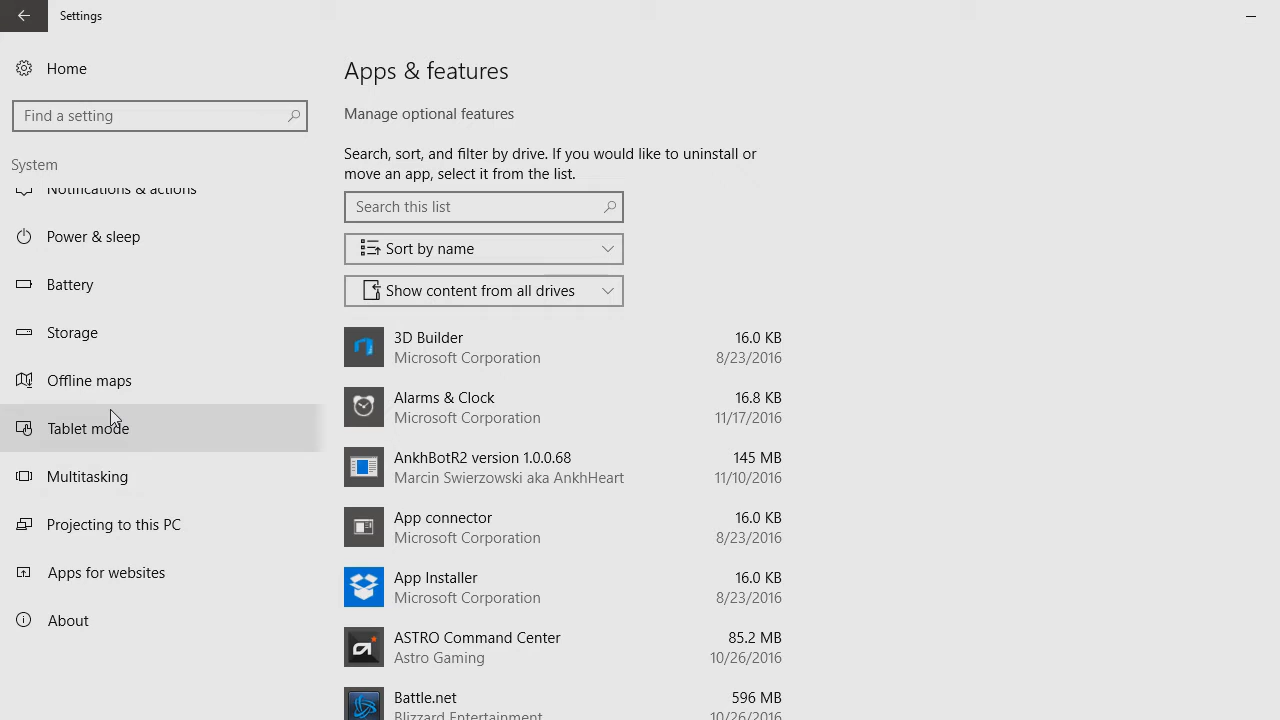 Settings
Home
Find a setting
System
Notifications & actions
Power & sleep
Battery
Storage
Offline maps
Tablet mode
Multitasking
Projecting to this PC
Apps for websites
About
Apps & features
Manage optional features
Search, sort, and filter by drive. If you would like to uninstall or
move an app, select it from the list.
Search this list
Sort by name
Show content from all drives
3D Builder 16.0 KB
Microsoft Corporation 8/23/2016
Alarms & Clock 16.8 KB
Microsoft Corporation 11/17/2016
AnkhBotR2 version 1.0.0.68 145 MB
Marcin Swierzowski aka AnkhHeart 11/10/2016
App connector 16.0 KB
Microsoft Corporation 8/23/2016
App Installer 16.0 KB
Microsoft Corporation 8/23/2016
ASTRO Command Center 85.2 MB
Astro Gaming 10/26/2016
Battle.net 596 MB
Blizzard Entertainment 10/26/2016